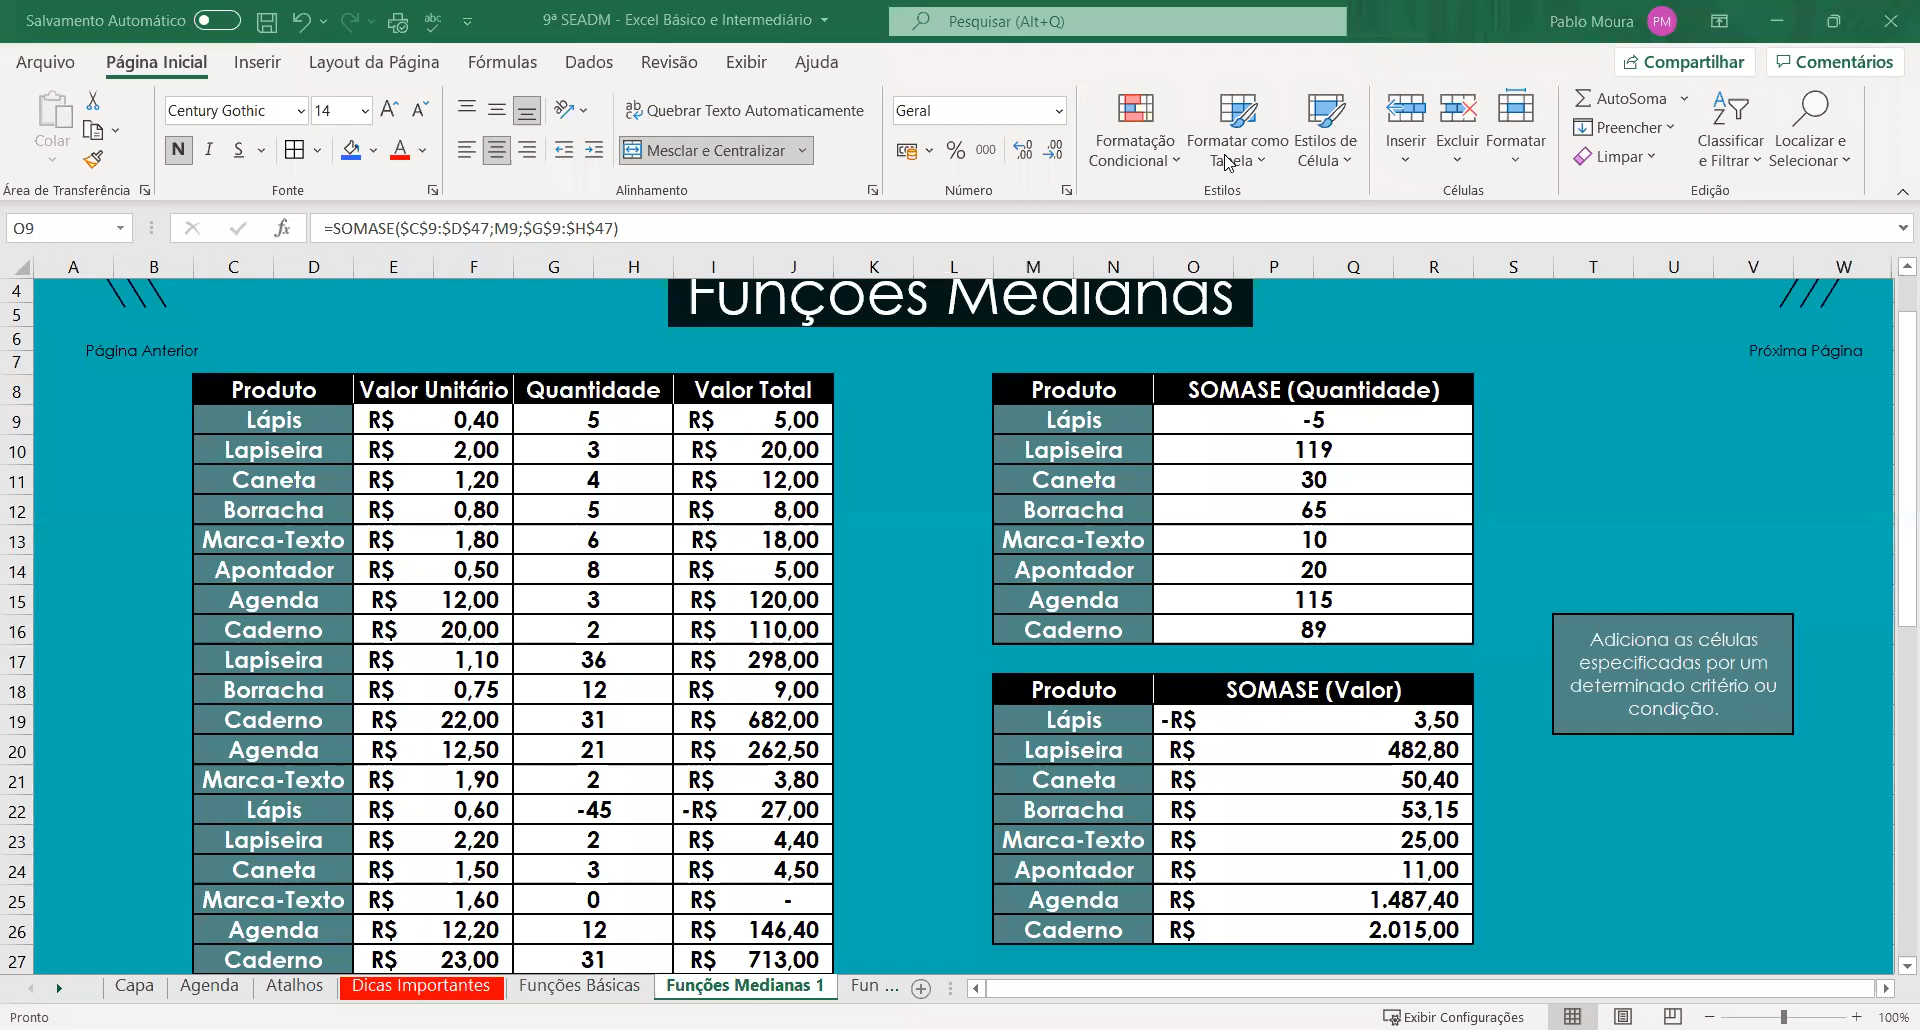 Salvamento Automático
9ª SEADM - Excel Básico e Intermediário
Pesquisar (Alt+Q)
Pablo Moura
PM
Arquivo Página Inicial Inserir Layout da Página Fórmulas Dados Revisão Exibir Ajuda
Compartilhar
Comentários
Colar
Área de Transferência
Century Gothic
14
N I S
Fonte
Quebrar Texto Automaticamente
Mesclar e Centralizar
Alinhamento
Geral
% 000
Número
Formatação Condicional
Formatar como Tabela
Estilos de Célula
Estilos
Inserir Excluir Formatar
Células
AutoSoma
Preencher
Limpar
Classificar e Filtrar
Localizar e Selecionar
Edição
O9
fx
=SOMASE($C$9:$D$47;M9;$G$9:$H$47)
A B C D E F G H I J K L M N O P Q R S T U V W
4
5
6
7
8
9
10
11
12
13
14
15
16
17
18
19
20
21
22
23
24
25
26
27
Funções Medianas
Página Anterior
Próxima Página
Produto Valor Unitário Quantidade Valor Total
Lápis R$ 0,40 5 R$ 5,00
Lapiseira R$ 2,00 3 R$ 20,00
Caneta R$ 1,20 4 R$ 12,00
Borracha R$ 0,80 5 R$ 8,00
Marca-Texto R$ 1,80 6 R$ 18,00
Apontador R$ 0,50 8 R$ 5,00
Agenda R$ 12,00 3 R$ 120,00
Caderno R$ 20,00 2 R$ 110,00
Lapiseira R$ 1,10 36 R$ 298,00
Borracha R$ 0,75 12 R$ 9,00
Caderno R$ 22,00 31 R$ 682,00
Agenda R$ 12,50 21 R$ 262,50
Marca-Texto R$ 1,90 2 R$ 3,80
Lápis R$ 0,60 -45 -R$ 27,00
Lapiseira R$ 2,20 2 R$ 4,40
Caneta R$ 1,50 3 R$ 4,50
Marca-Texto R$ 1,60 0 R$ -
Agenda R$ 12,20 12 R$ 146,40
Caderno R$ 23,00 31 R$ 713,00
Produto SOMASE (Quantidade)
Lápis -5
Lapiseira 119
Caneta 30
Borracha 65
Marca-Texto 10
Apontador 20
Agenda 115
Caderno 89
Produto SOMASE (Valor)
Lápis -R$ 3,50
Lapiseira R$ 482,80
Caneta R$ 50,40
Borracha R$ 53,15
Marca-Texto R$ 25,00
Apontador R$ 11,00
Agenda R$ 1.487,40
Caderno R$ 2.015,00
Adiciona as células
especificadas por um
determinado critério ou
condição.
Capa Agenda Atalhos Dicas Importantes Funções Básicas Funções Medianas 1 Fun ...
Pronto
Exibir Configurações
100%